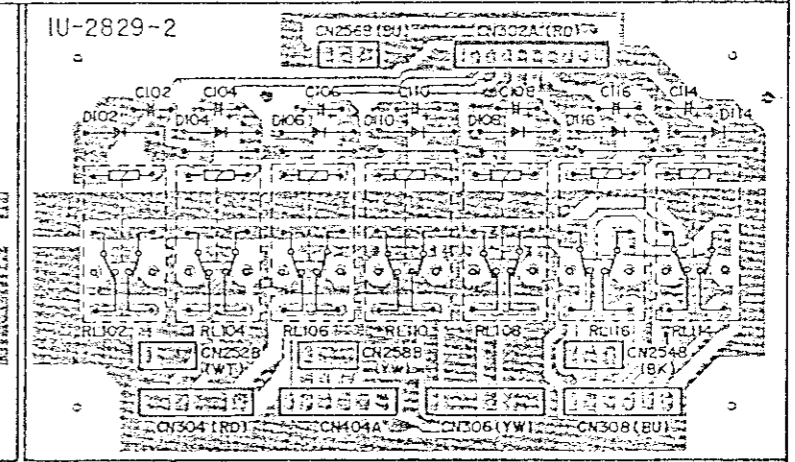 1U-2829-2
CN256B(BU) CN302A(RD)
C102 C104 C106 C110 C108 C116 C114
D102 D104 D106 D110 D108 D116 D114
RL102 RL104 RL106 RL110 RL108 RL116 RL114
CN252B CN258B CN254B
(WT) (YW) (BK)
CN304(RD) CN404A CN306(YW) CN308(BU)